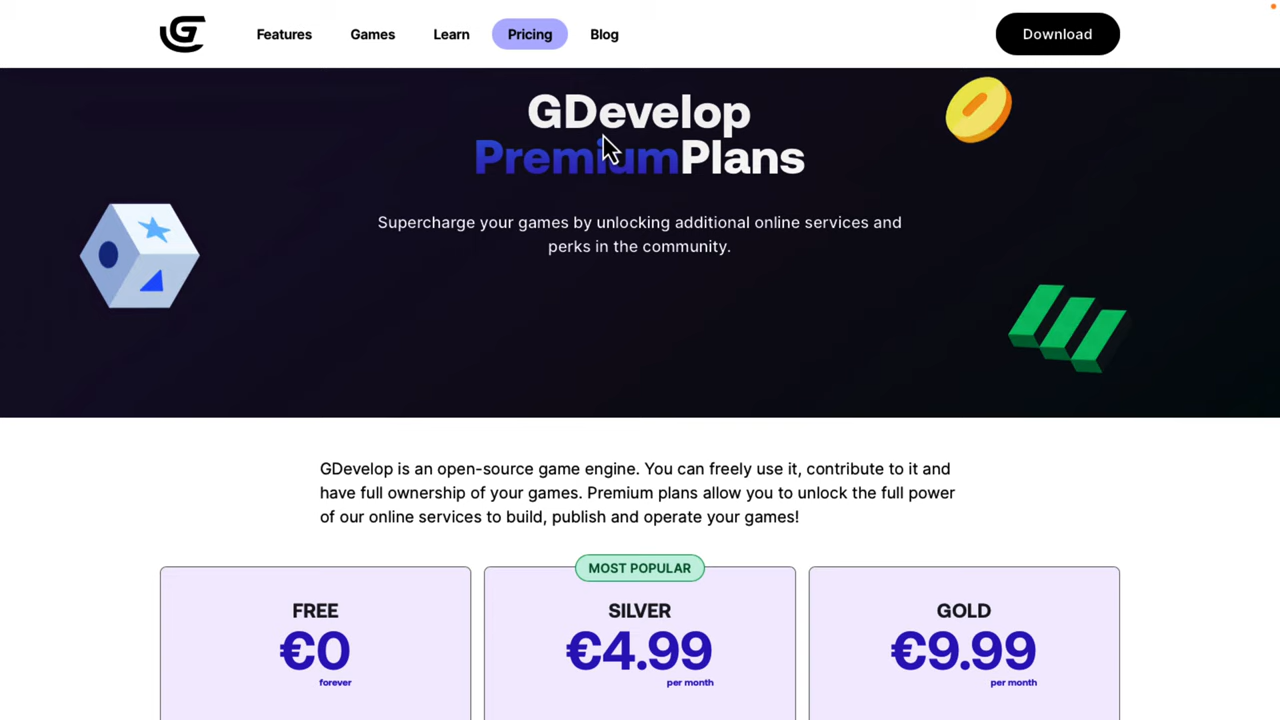 Features Games Learn Pricing Blog Download
GDevelop
PremiumPlans
Supercharge your games by unlocking additional online services and
perks in the community.
GDevelop is an open-source game engine. You can freely use it, contribute to it and
have full ownership of your games. Premium plans allow you to unlock the full power
of our online services to build, publish and operate your games!
MOST POPULAR
FREE
€0
forever
SILVER
€4.99
per month
GOLD
€9.99
per month